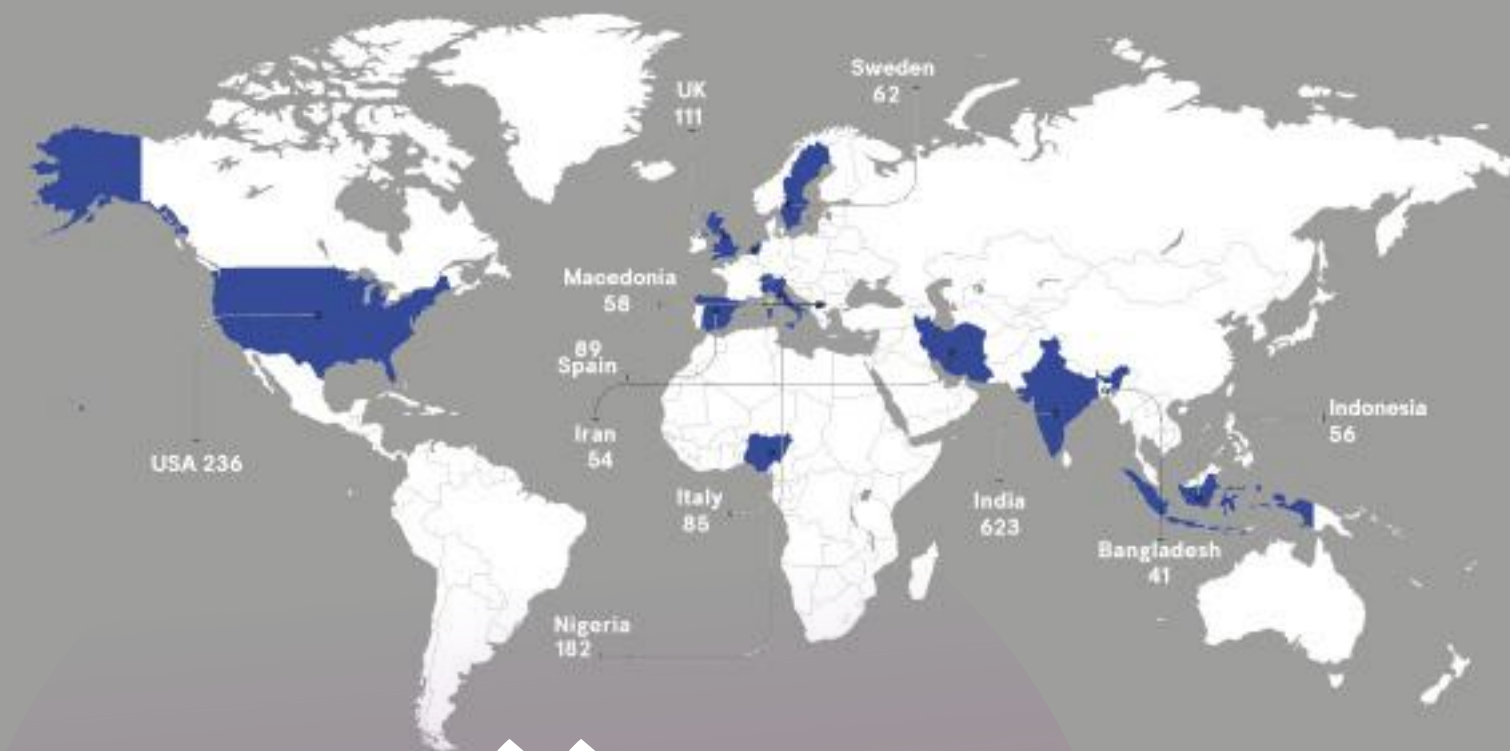 Sweden
62
UK
111
Macedonia
58
89
Spain
Iran
54
USA 236
Italy
85
India
623
Indonesia
56
Bangladesh
41
Nigeria
182